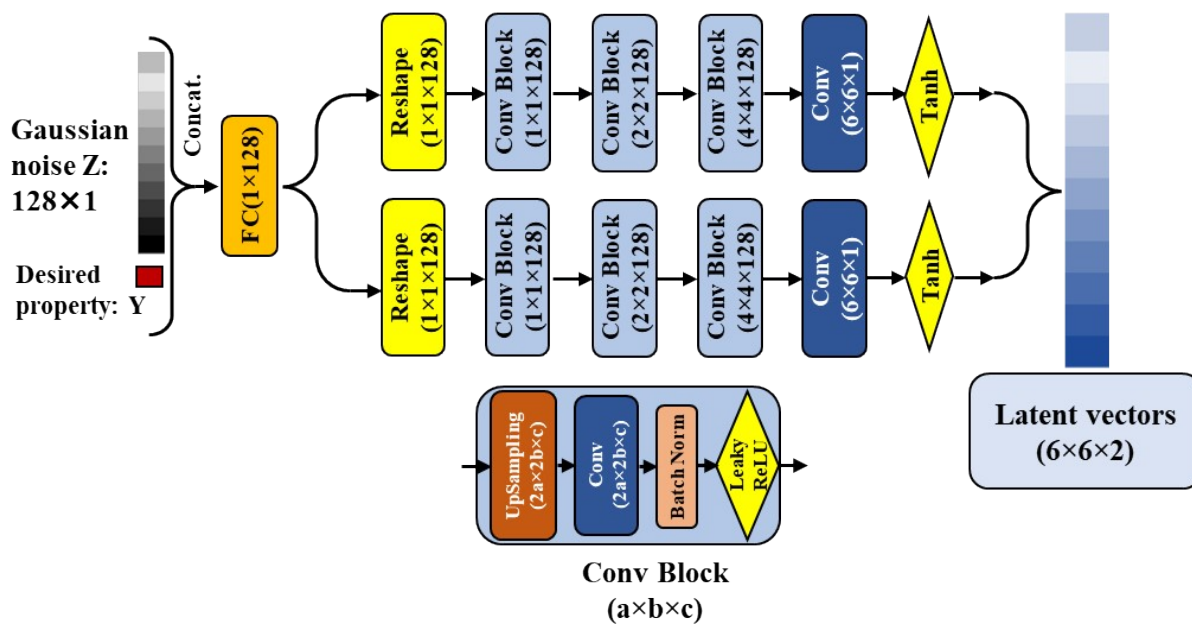 Gaussian
noise Z:
128×1
Desired
property: Y
Concat.
FC(1×128)
Reshape
(1×1×128)
Conv Block
(1×1×128)
Conv Block
(2×2×128)
Conv Block
(4×4×128)
Conv
(6×6×1)
Tanh
Reshape
(1×1×128)
Conv Block
(1×1×128)
Conv Block
(2×2×128)
Conv Block
(4×4×128)
Conv
(6×6×1)
Tanh
Latent vectors
(6×6×2)
UpSampling
(2a×2b×c)
Conv
(2a×2b×c)
Batch Norm
Leaky
ReLU
Conv Block
(a×b×c)